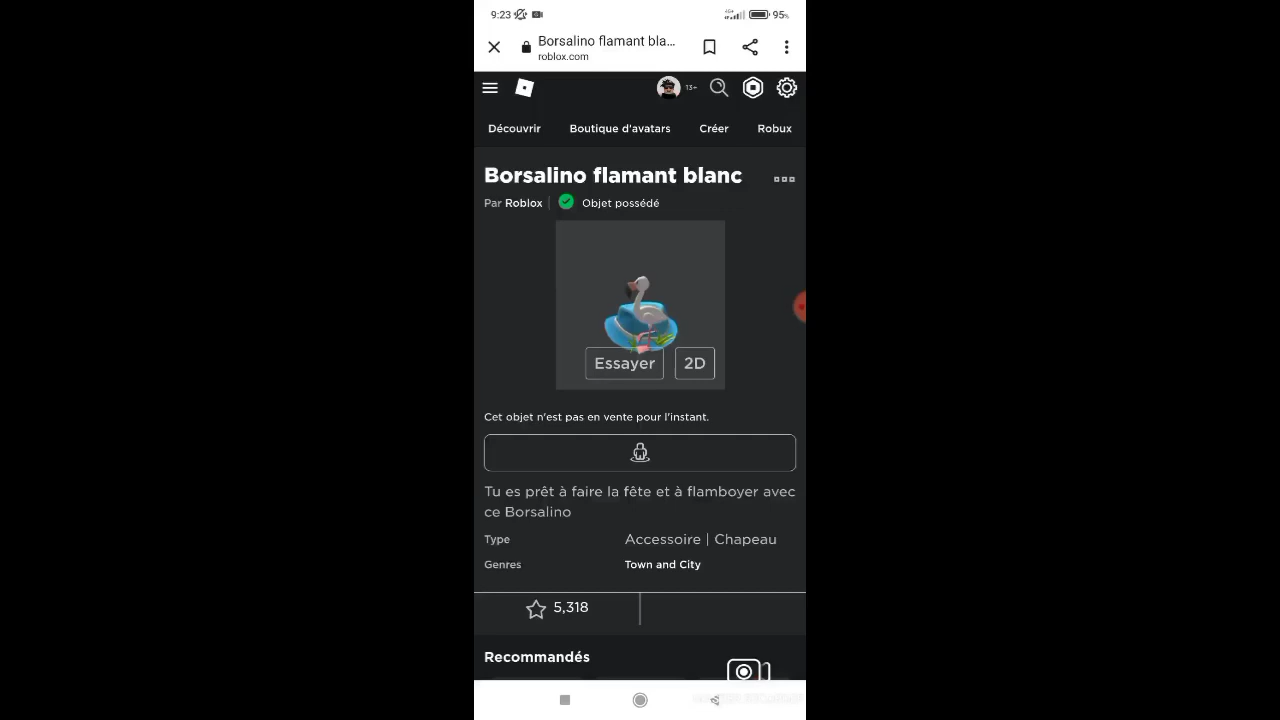 9:23
4G+
95%
Borsalino flamant bla...
roblox.com
13+
Découvrir Boutique d'avatars Créer Robux
Borsalino flamant blanc
Par Roblox Objet possédé
Essayer 2D
Cet objet n'est pas en vente pour l'instant.
Tu es prêt à faire la fête et à flamboyer avec
ce Borsalino
Type Accessoire | Chapeau
Genres Town and City
5,318
Recommandés